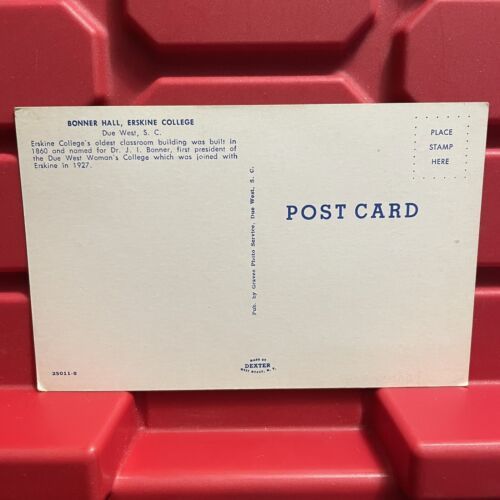 BONNER HALL, ERSKINE COLLEGE
Due West, S. C.
Erskine College's oldest classroom building was built in
1860 and named for Dr. J. I. Bonner, first president of
the Due West Woman's College which was joined with
Erskine in 1927.
PLACE
STAMP
HERE
POST CARD
Pub. by Graves Photo Service, Due West, S. C.
MADE BY
DEXTER
WEST NYACK, N. Y.
25011-B